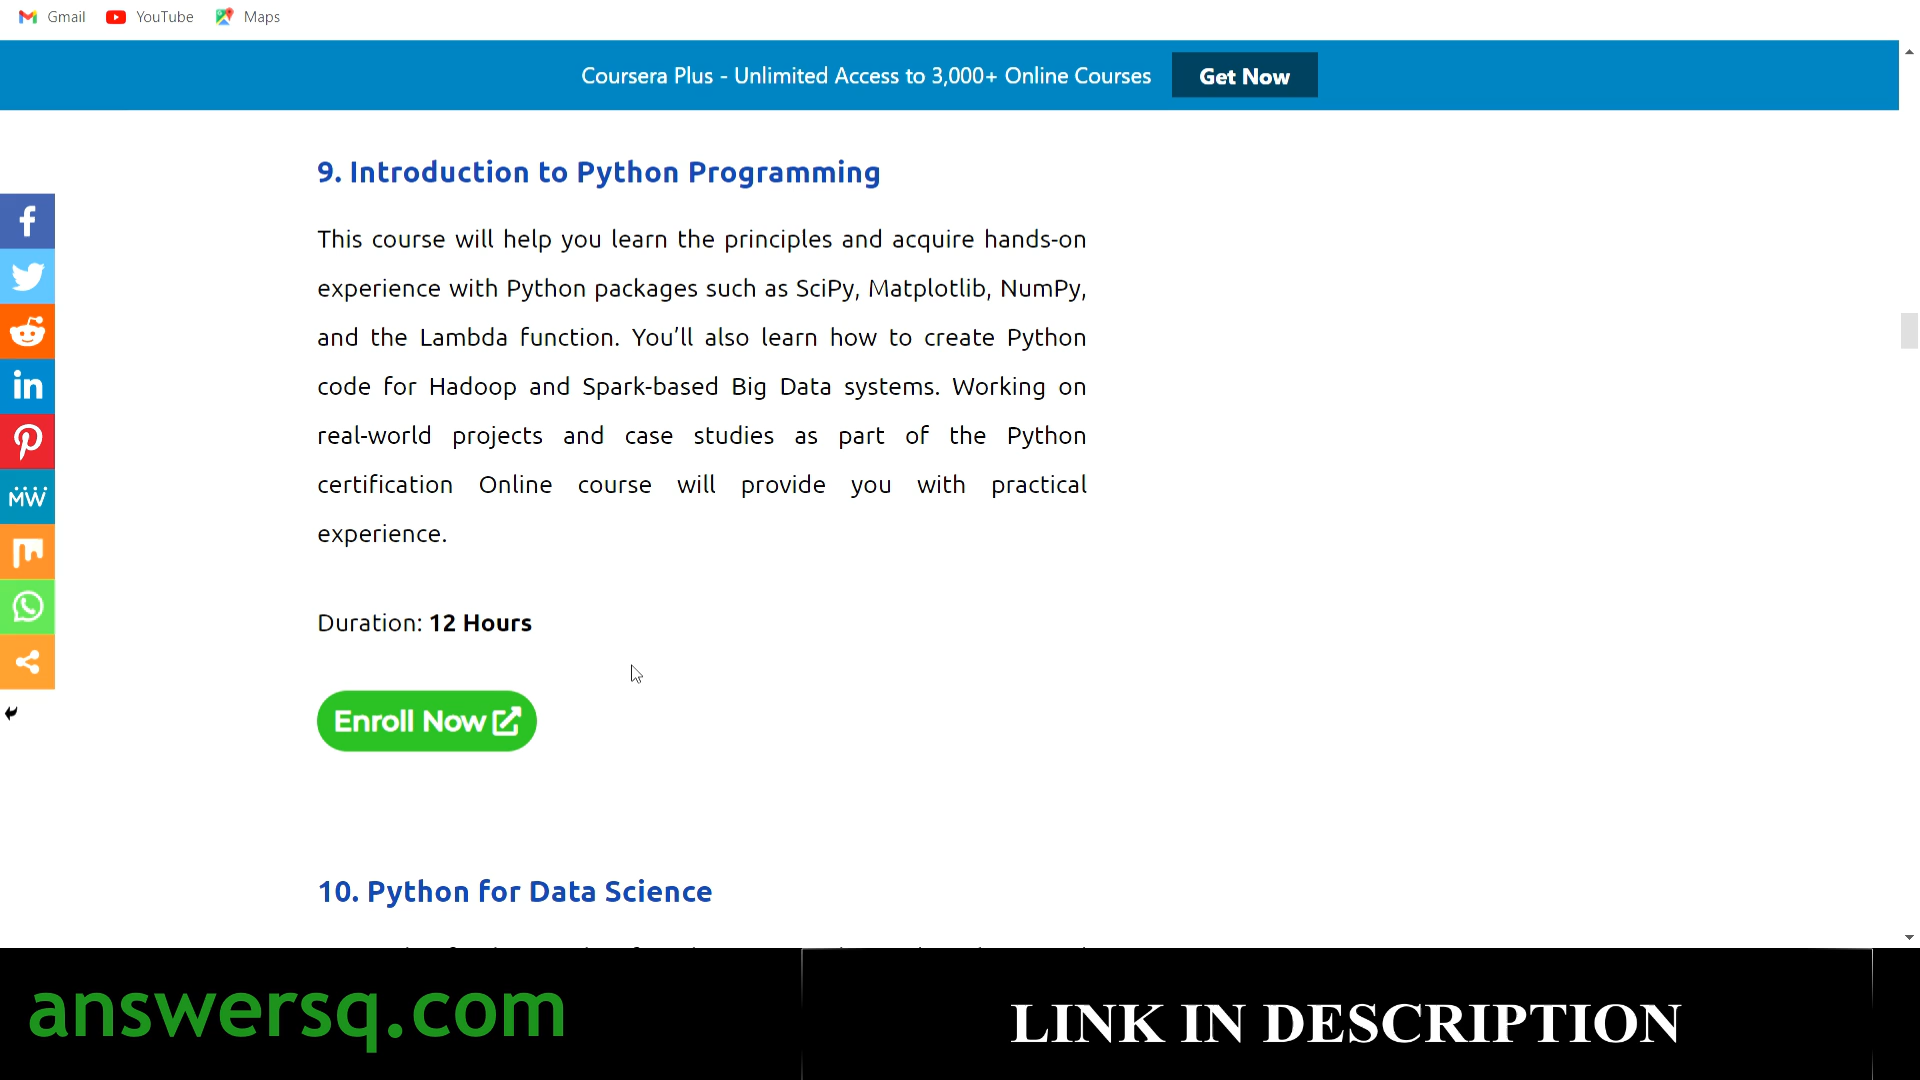 Gmail YouTube Maps
Coursera Plus - Unlimited Access to 3,000+ Online Courses Get Now
9. Introduction to Python Programming
This course will help you learn the principles and acquire hands-on
experience with Python packages such as SciPy, Matplotlib, NumPy,
and the Lambda function. You’ll also learn how to create Python
code for Hadoop and Spark-based Big Data systems. Working on
real-world projects and case studies as part of the Python
certification Online course will provide you with practical
experience.
Duration: 12 Hours
Enroll Now
10. Python for Data Science
answersq.com
LINK IN DESCRIPTION